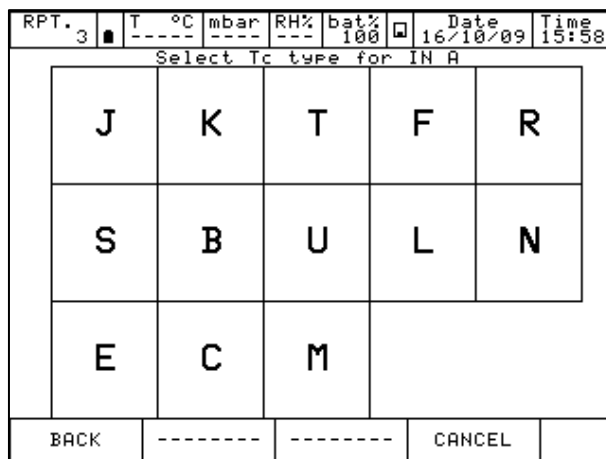 RPT. T °C mbar RH% bat% Date Time
3 ----- ---- --- 100 16/10/09 15:58
Select Tc type for IN A
J K T F R
S B U L N
E C M
BACK -------- -------- CANCEL